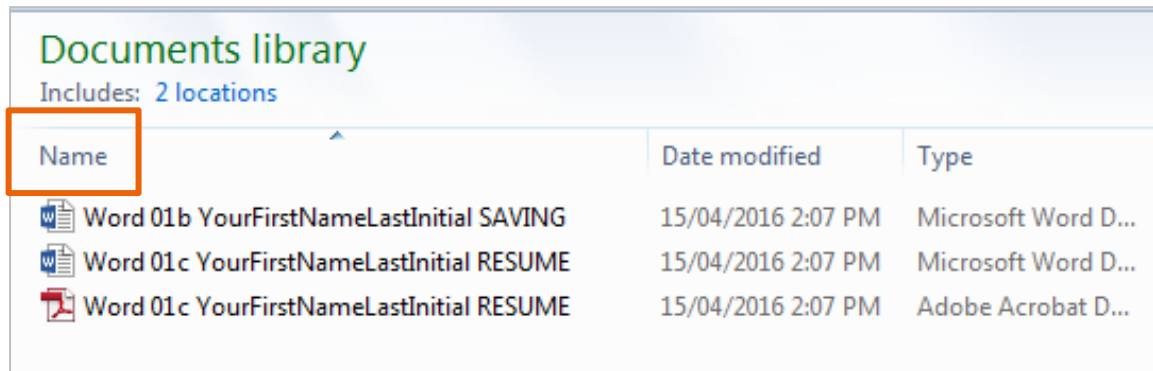 Documents library
Includes: 2 locations
Name Date modified Type
Word 01b YourFirstNameLastInitial SAVING 15/04/2016 2:07 PM Microsoft Word D...
Word 01c YourFirstNameLastInitial RESUME 15/04/2016 2:07 PM Microsoft Word D...
Word 01c YourFirstNameLastInitial RESUME 15/04/2016 2:07 PM Adobe Acrobat D...